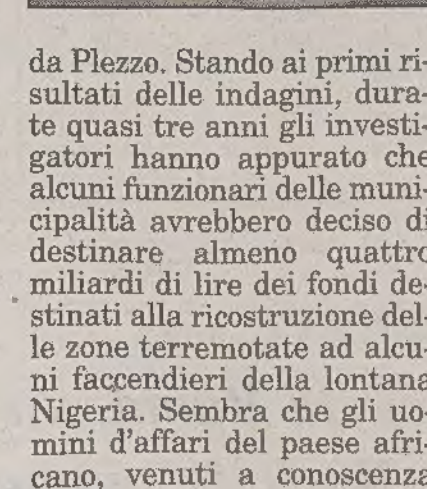 da Plezzo. Stando ai primi ri-
sultati delle indagini, dura-
te quasi tre anni gli investi-
gatori hanno appurato che
alcuni funzionari delle muni-
cipalità avrebbero deciso di
destinare almeno quattro
miliardi di lire dei fondi de-
stinati alla ricostruzione del-
le zone terremotate ad alcu-
ni faccendieri della lontana
Nigeria. Sembra che gli uo-
mini d'affari del paese afri-
cano, venuti a conoscenza